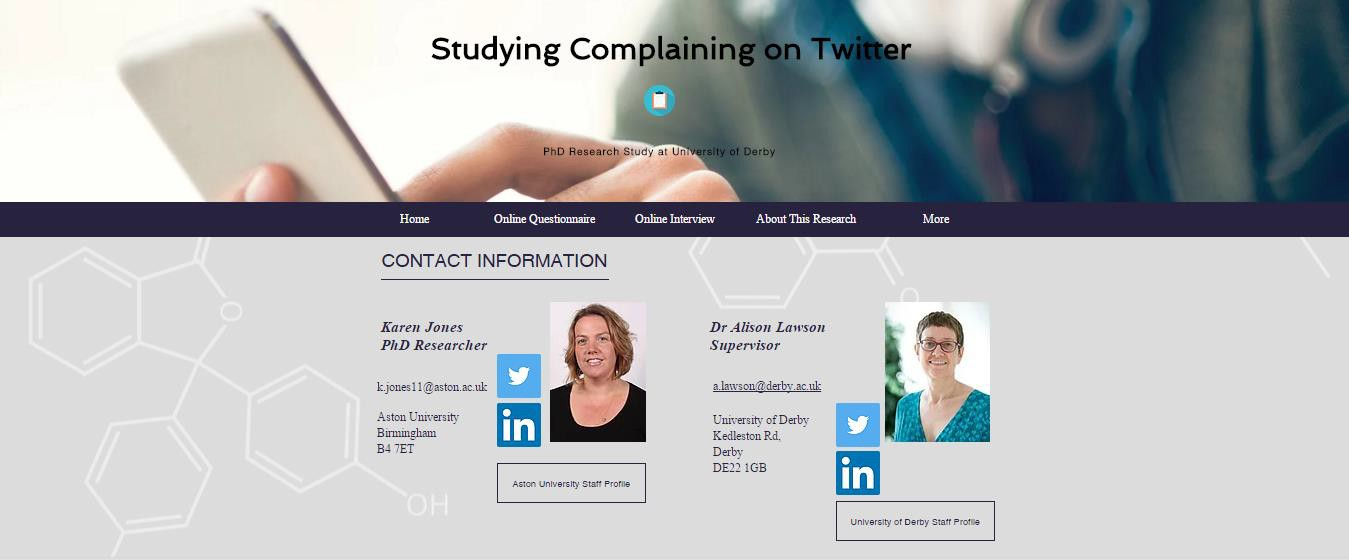 Studying Complaining on Twitter
PhD Research Study at University of Derby
Home Online Questionnaire Online Interview About This Research More
CONTACT INFORMATION
Karen Jones
PhD Researcher
k.jones11@aston.ac.uk
Aston University
Birmingham
B4 7ET
in
Aston University Staff Profile
Dr Alison Lawson
Supervisor
a.lawson@derby.ac.uk
University of Derby
Kedleston Rd,
Derby
DE22 1GB
in
University of Derby Staff Profile
O
O
OH